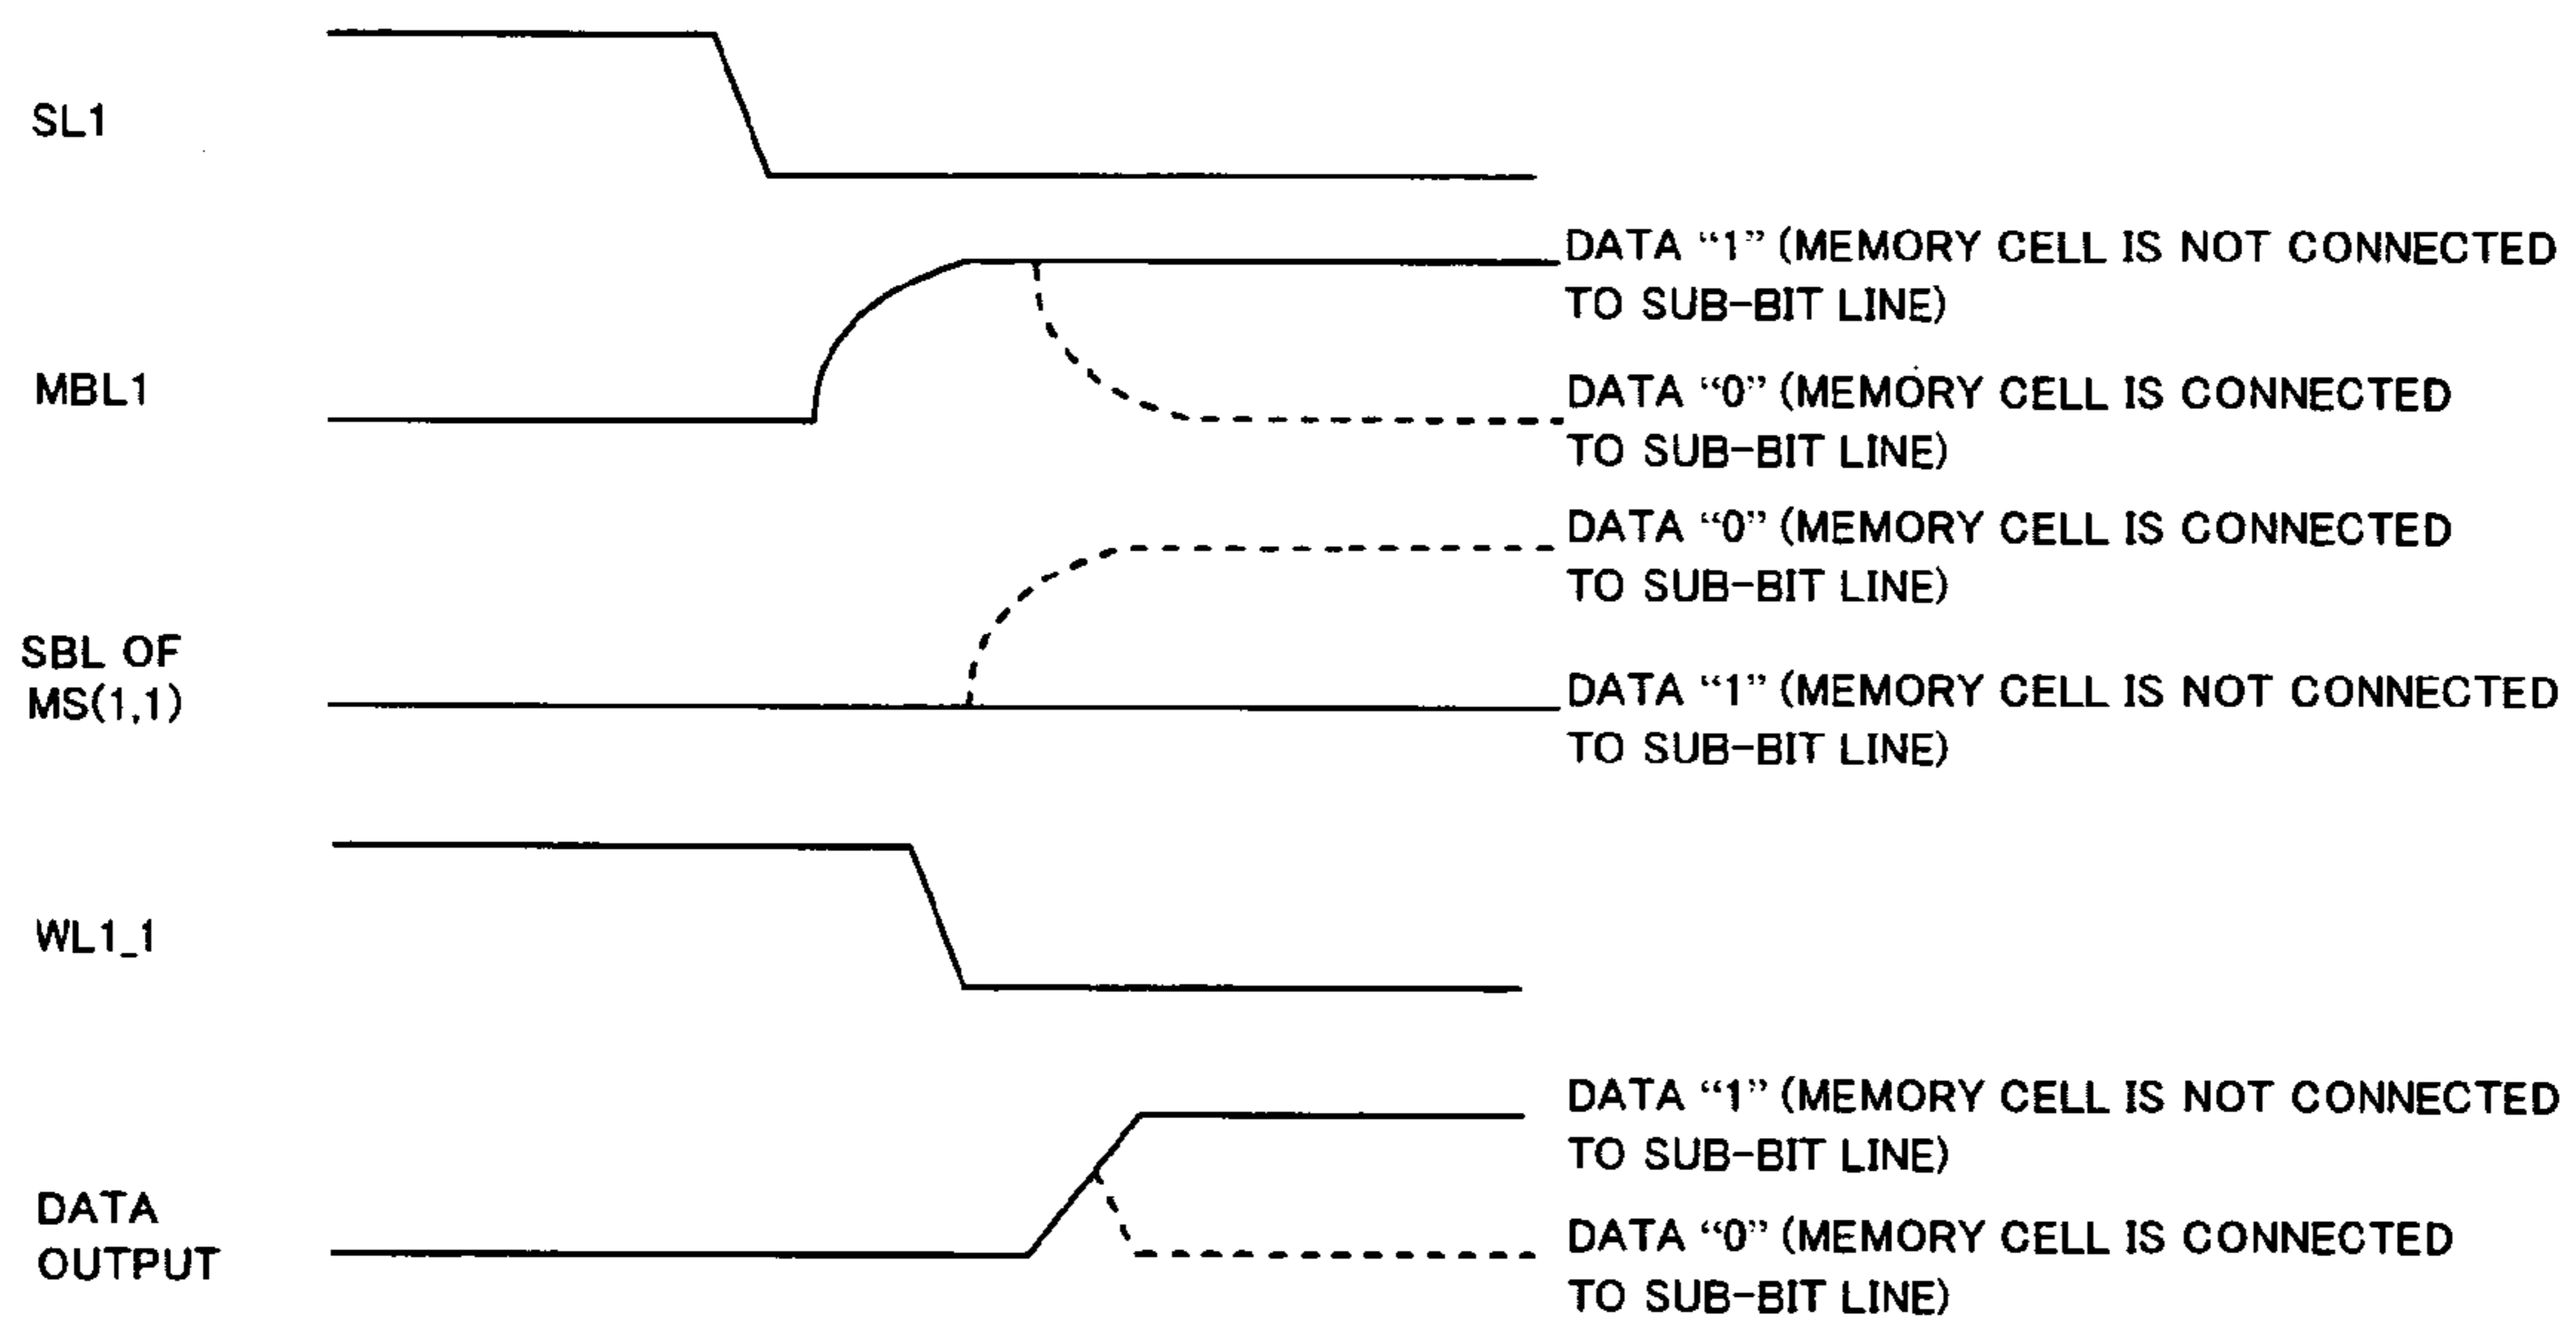 SL1
DATA “1” (MEMORY CELL IS NOT CONNECTED
TO SUB-BIT LINE)
MBL1
DATA “0” (MEMORY CELL IS CONNECTED
TO SUB-BIT LINE)
DATA “0” (MEMORY CELL IS CONNECTED
TO SUB-BIT LINE)
SBL OF
MS(1,1)
DATA “1” (MEMORY CELL IS NOT CONNECTED
TO SUB-BIT LINE)
WL1_1
DATA “1” (MEMORY CELL IS NOT CONNECTED
TO SUB-BIT LINE)
DATA
OUTPUT
DATA “0” (MEMORY CELL IS CONNECTED
TO SUB-BIT LINE)